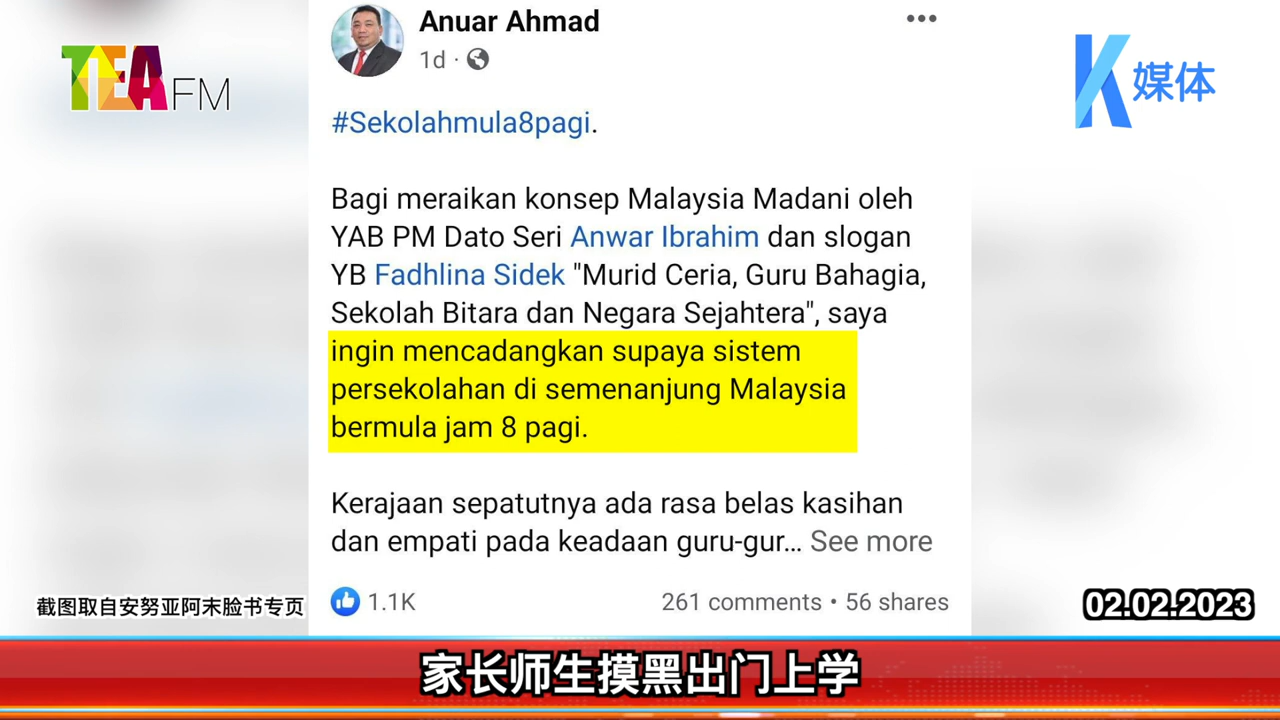 TEA FM
K 媒体
Anuar Ahmad
1d ·
#Sekolahmula8pagi.
Bagi meraikan konsep Malaysia Madani oleh
YAB PM Dato Seri Anwar Ibrahim dan slogan
YB Fadhlina Sidek "Murid Ceria, Guru Bahagia,
Sekolah Bitara dan Negara Sejahtera", saya
ingin mencadangkan supaya sistem
persekolahan di semenanjung Malaysia
bermula jam 8 pagi.
Kerajaan sepatutnya ada rasa belas kasihan
dan empati pada keadaan guru-gur... See more
1.1K
261 comments • 56 shares
截图取自安努亚阿末脸书专页
02.02.2023
家长师生摸黑出门上学